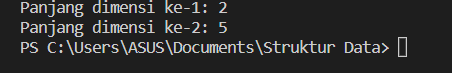 Panjang dimensi ke-1: 2
Panjang dimensi ke-2: 5
PS C:\Users\ASUS\Documents\Struktur Data>